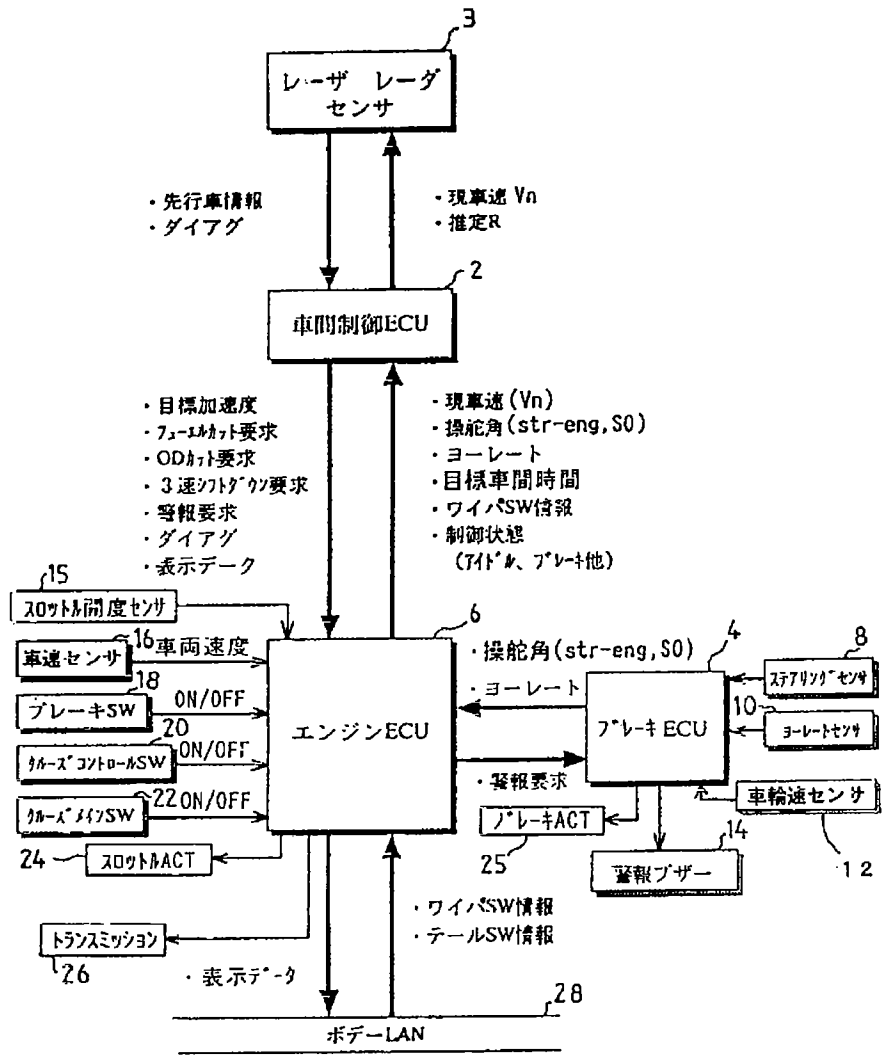 3
レーザ レーダ
センサ
・先行車情報
・ダイアグ
・現車速 Vn
・推定R
2
車間制御ECU
・目標加速度
・フューエルカット要求
・ODカット要求
・3速シフトダウン要求
・警報要求
・ダイアグ
・表示データ
・現車速(Vn)
・操舵角(str-eng,S0)
・ヨーレート
・目標車間時間
・ワイパSW情報
・制御状態
(アイドル、ブレーキ他)
15
スロットル開度センサ
16
車速センサ
車両速度
18
ブレーキSW
ON/OFF
20
クルーズコントロールSW
ON/OFF
22
クルーズメインSW
ON/OFF
24
スロットルACT
トランスミッション
26
6
エンジンECU
・操舵角(str-eng,S0)
・ヨーレート
・警報要求
4
ブレーキECU
8
ステアリングセンサ
10
ヨーレートセンサ
車輪速センサ
12
ブレーキACT
25
14
警報ブザー
・ワイパSW情報
・テールSW情報
・表示データ
28
ボデーLAN